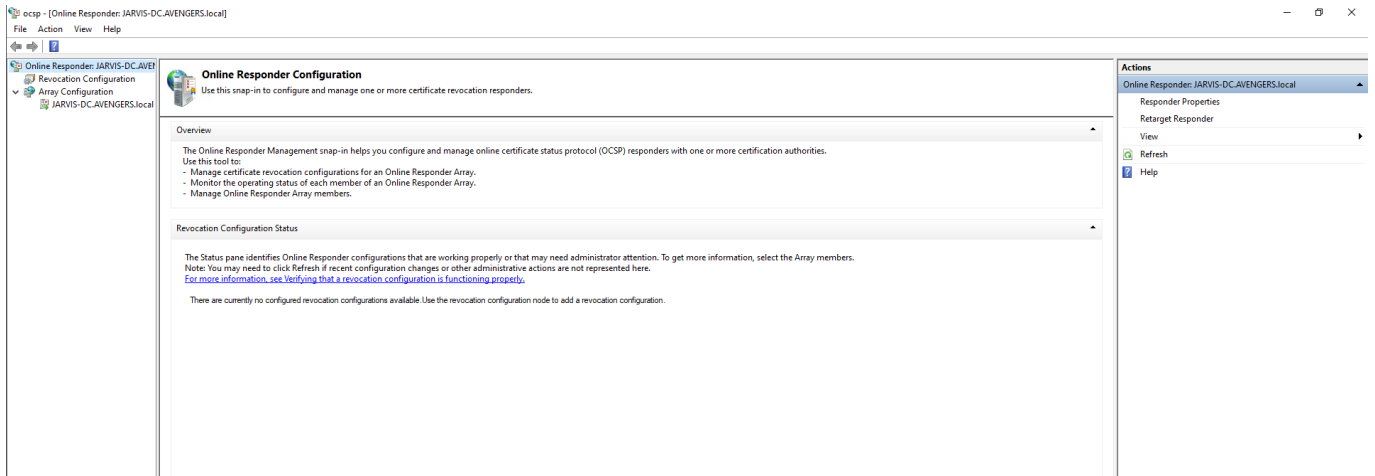 ocsp - [Online Responder: JARVIS-DC.AVENGERS.local]
File Action View Help
Online Responder: JARVIS-DC.AVEN
Revocation Configuration
Array Configuration
JARVIS-DC.AVENGERS.local
Online Responder Configuration
Use this snap-in to configure and manage one or more certificate revocation responders.
Overview
The Online Responder Management snap-in helps you configure and manage online certificate status protocol (OCSP) responders with one or more certification authorities.
Use this tool to:
- Manage certificate revocation configurations for an Online Responder Array.
- Monitor the operating status of each member of an Online Responder Array.
- Manage Online Responder Array members.
Revocation Configuration Status
The Status pane identifies Online Responder configurations that are working properly or that may need administrator attention. To get more information, select the Array members.
Note: You may need to click Refresh if recent configuration changes or other administrative actions are not represented here.
For more information, see Verifying that a revocation configuration is functioning properly.
There are currently no configured revocation configurations available.Use the revocation configuration node to add a revocation configuration.
Actions
Online Responder: JARVIS-DC.AVENGERS.local
Responder Properties
Retarget Responder
View
Refresh
Help